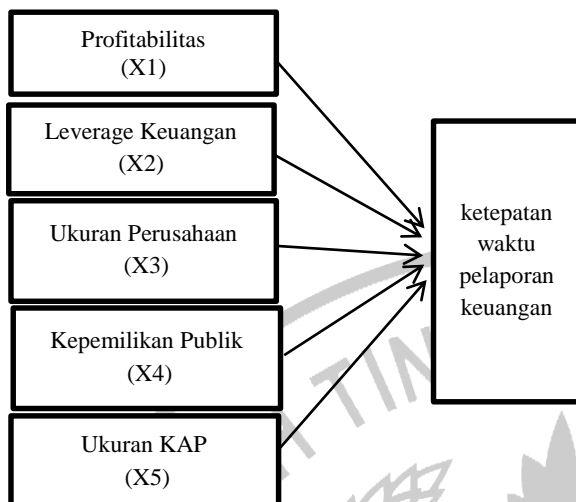 Profitabilitas
(X1)
Leverage Keuangan
(X2)
Ukuran Perusahaan
(X3)
Kepemilikan Publik
(X4)
Ukuran KAP
(X5)
ketepatan
waktu
pelaporan
keuangan